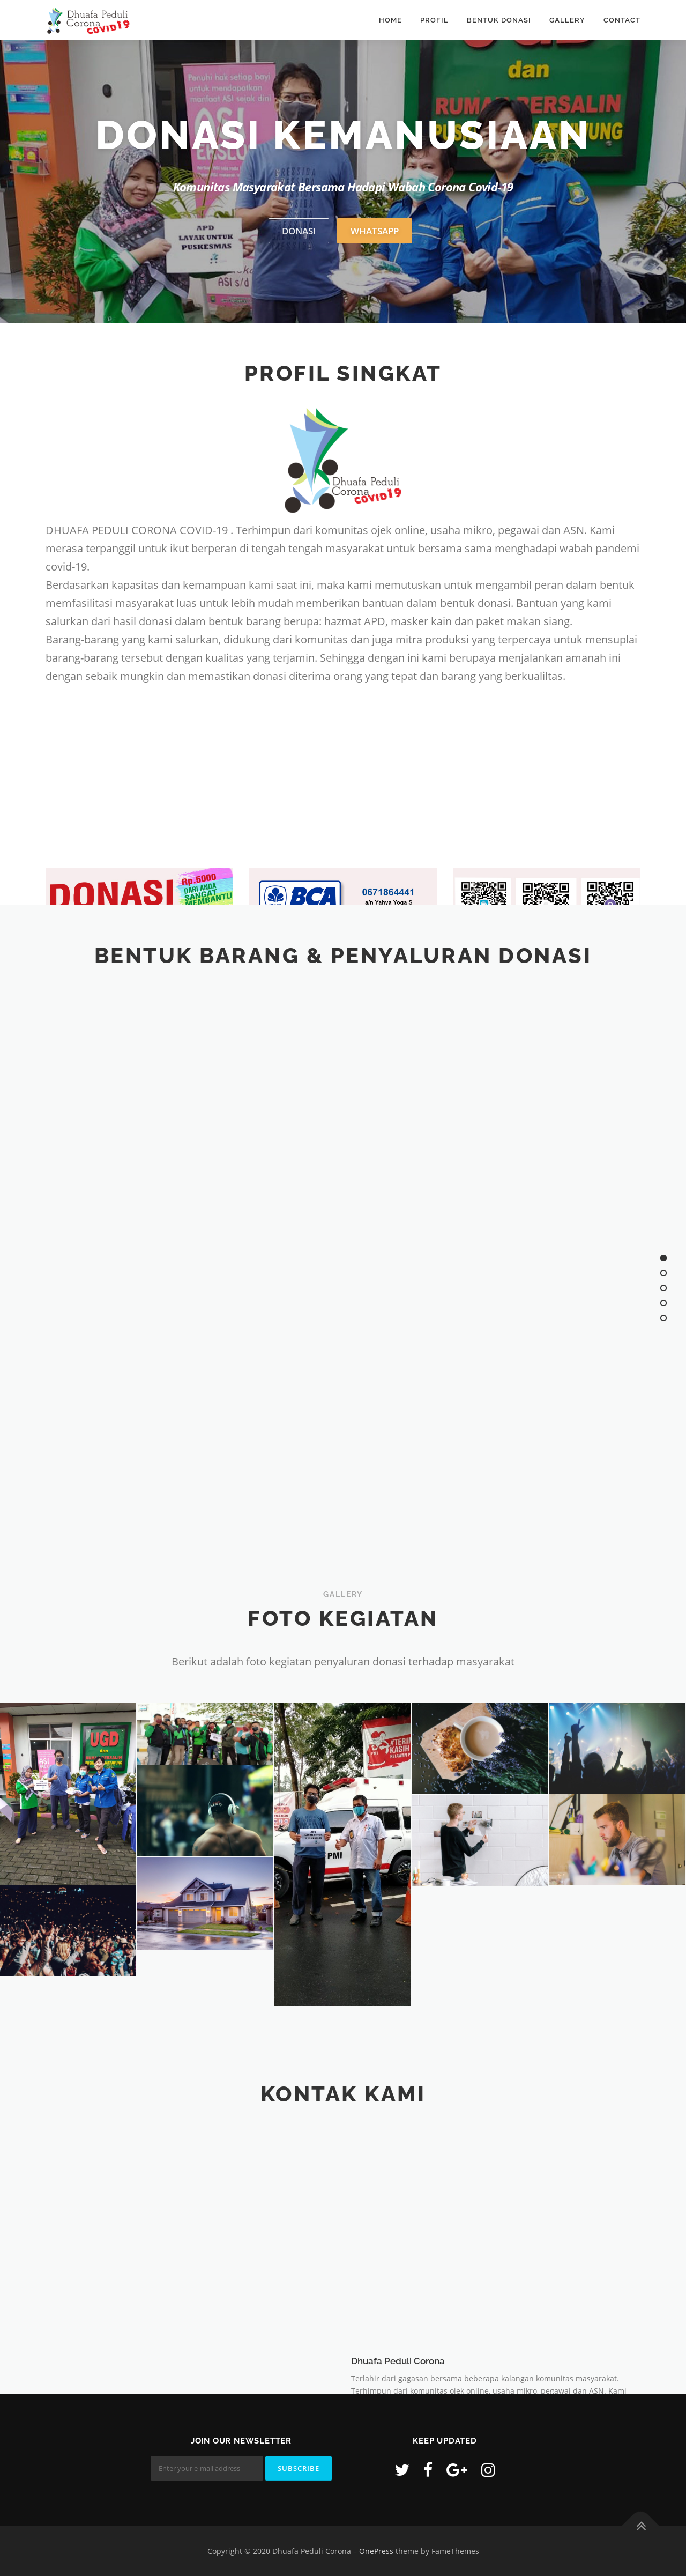 Dhuafa Peduli
Corona
COVID19
HOME PROFIL BENTUK DONASI GALLERY CONTACT
dan
RUMAH BERSALIN
DONASI KEMANUSIAAN
Komunitas Masyarakat Bersama Hadapi Wabah Corona Covid-19
APD
LAYAK UNTUK
PUSKESMAS
DONASI WHATSAPP
PROFIL SINGKAT
Dhuafa Peduli
Corona
COVID19
DHUAFA PEDULI CORONA COVID-19 . Terhimpun dari komunitas ojek online, usaha mikro, pegawai dan ASN. Kami
merasa terpanggil untuk ikut berperan di tengah tengah masyarakat untuk bersama sama menghadapi wabah pandemi
covid-19.
Berdasarkan kapasitas dan kemampuan kami saat ini, maka kami memutuskan untuk mengambil peran dalam bentuk
memfasilitasi masyarakat luas untuk lebih mudah memberikan bantuan dalam bentuk donasi. Bantuan yang kami
salurkan dari hasil donasi dalam bentuk barang berupa: hazmat APD, masker kain dan paket makan siang.
Barang-barang yang kami salurkan, didukung dari komunitas dan juga mitra produksi yang terpercaya untuk mensuplai
barang-barang tersebut dengan kualitas yang terjamin. Sehingga dengan ini kami berupaya menjalankan amanah ini
dengan sebaik mungkin dan memastikan donasi diterima orang yang tepat dan barang yang berkualiltas.
DONASI
Rp.5000
DARI ANDA
SANGAT
MEMBANTU
BCA
0671864441
a/n Yahya Yoga S
BENTUK BARANG & PENYALURAN DONASI
GALLERY
FOTO KEGIATAN
Berikut adalah foto kegiatan penyaluran donasi terhadap masyarakat
UGD
PMI
KONTAK KAMI
Dhuafa Peduli Corona
Terlahir dari gagasan bersama beberapa kalangan komunitas masyarakat.
Terhimpun dari komunitas ojek online, usaha mikro, pegawai dan ASN. Kami
JOIN OUR NEWSLETTER
Enter your e-mail address SUBSCRIBE
KEEP UPDATED
Copyright © 2020 Dhuafa Peduli Corona – OnePress theme by FameThemes